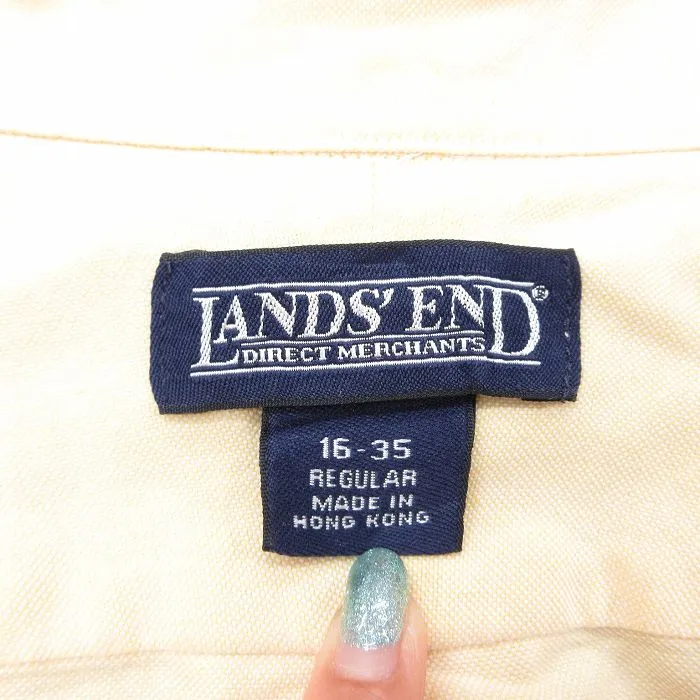 LANDS' END®
DIRECT MERCHANTS
16-35
REGULAR
MADE IN
HONG KONG